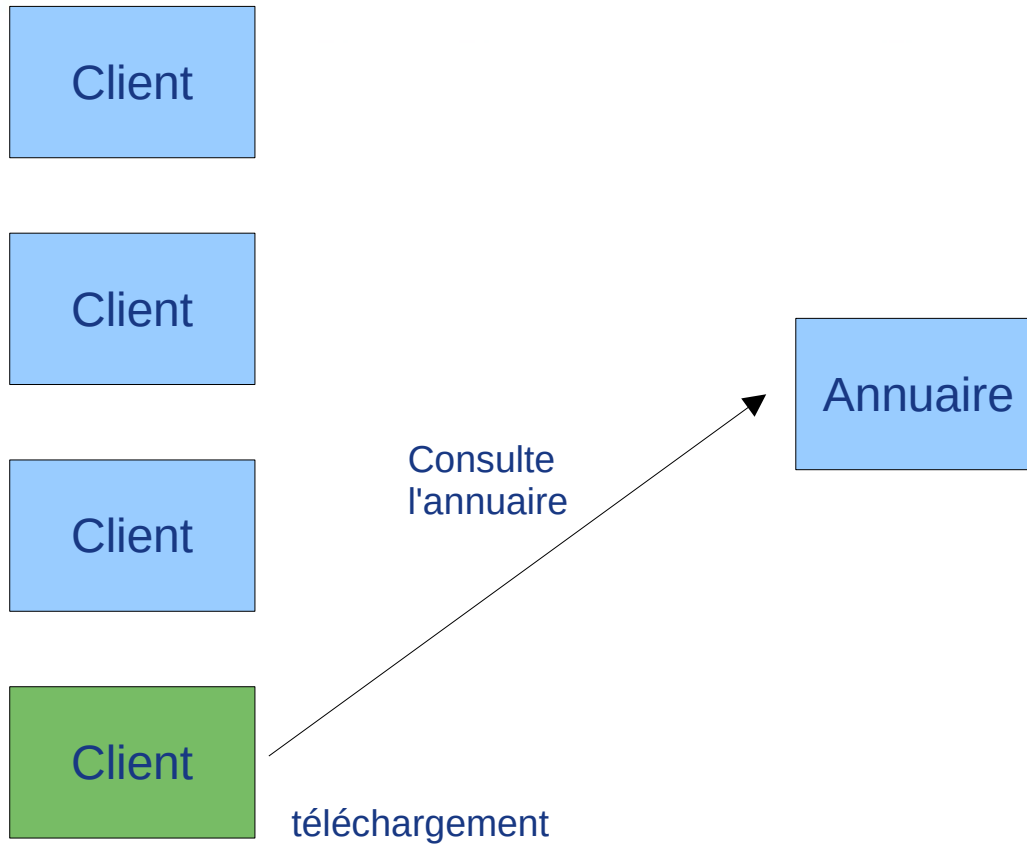 Client
Client
Annuaire
Consulte
l'annuaire
Client
Client
téléchargement